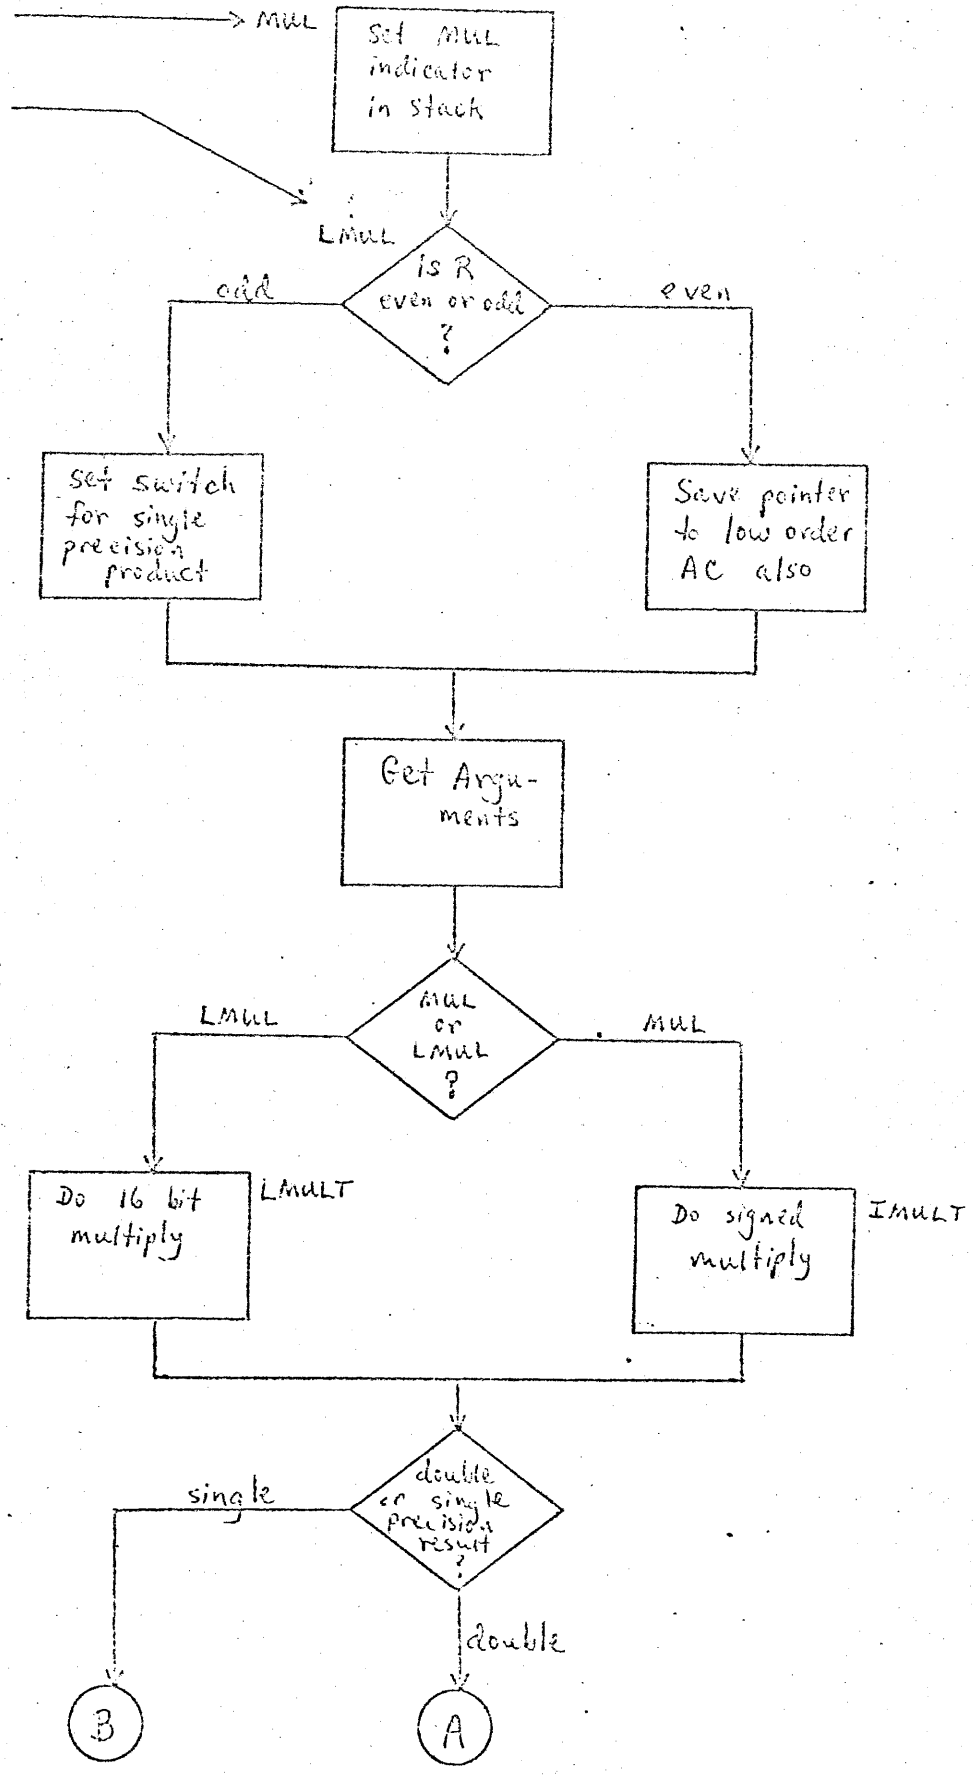 MUL
Set MUL
indicator
in stack
LMUL
is R
even or odd
?
odd
even
set switch
for single
precision
product
Save pointer
to low order
AC also
Get Argu-
ments
MUL
or
LMUL
?
LMUL
MUL
Do 16 bit
multiply
LMULT
Do signed
multiply
IMULT
double
or single
precision
result
?
single
double
B
A